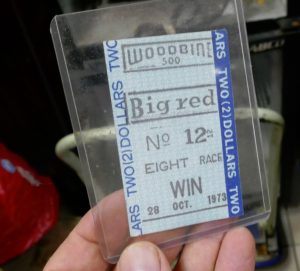 WOODBINE
500
Big red
No 12
EIGHT RACE
WIN
28 OCT. 1973
ARS TWO (2) DOLLARS TWO
ARS TWO (2) DOLLARS TWO